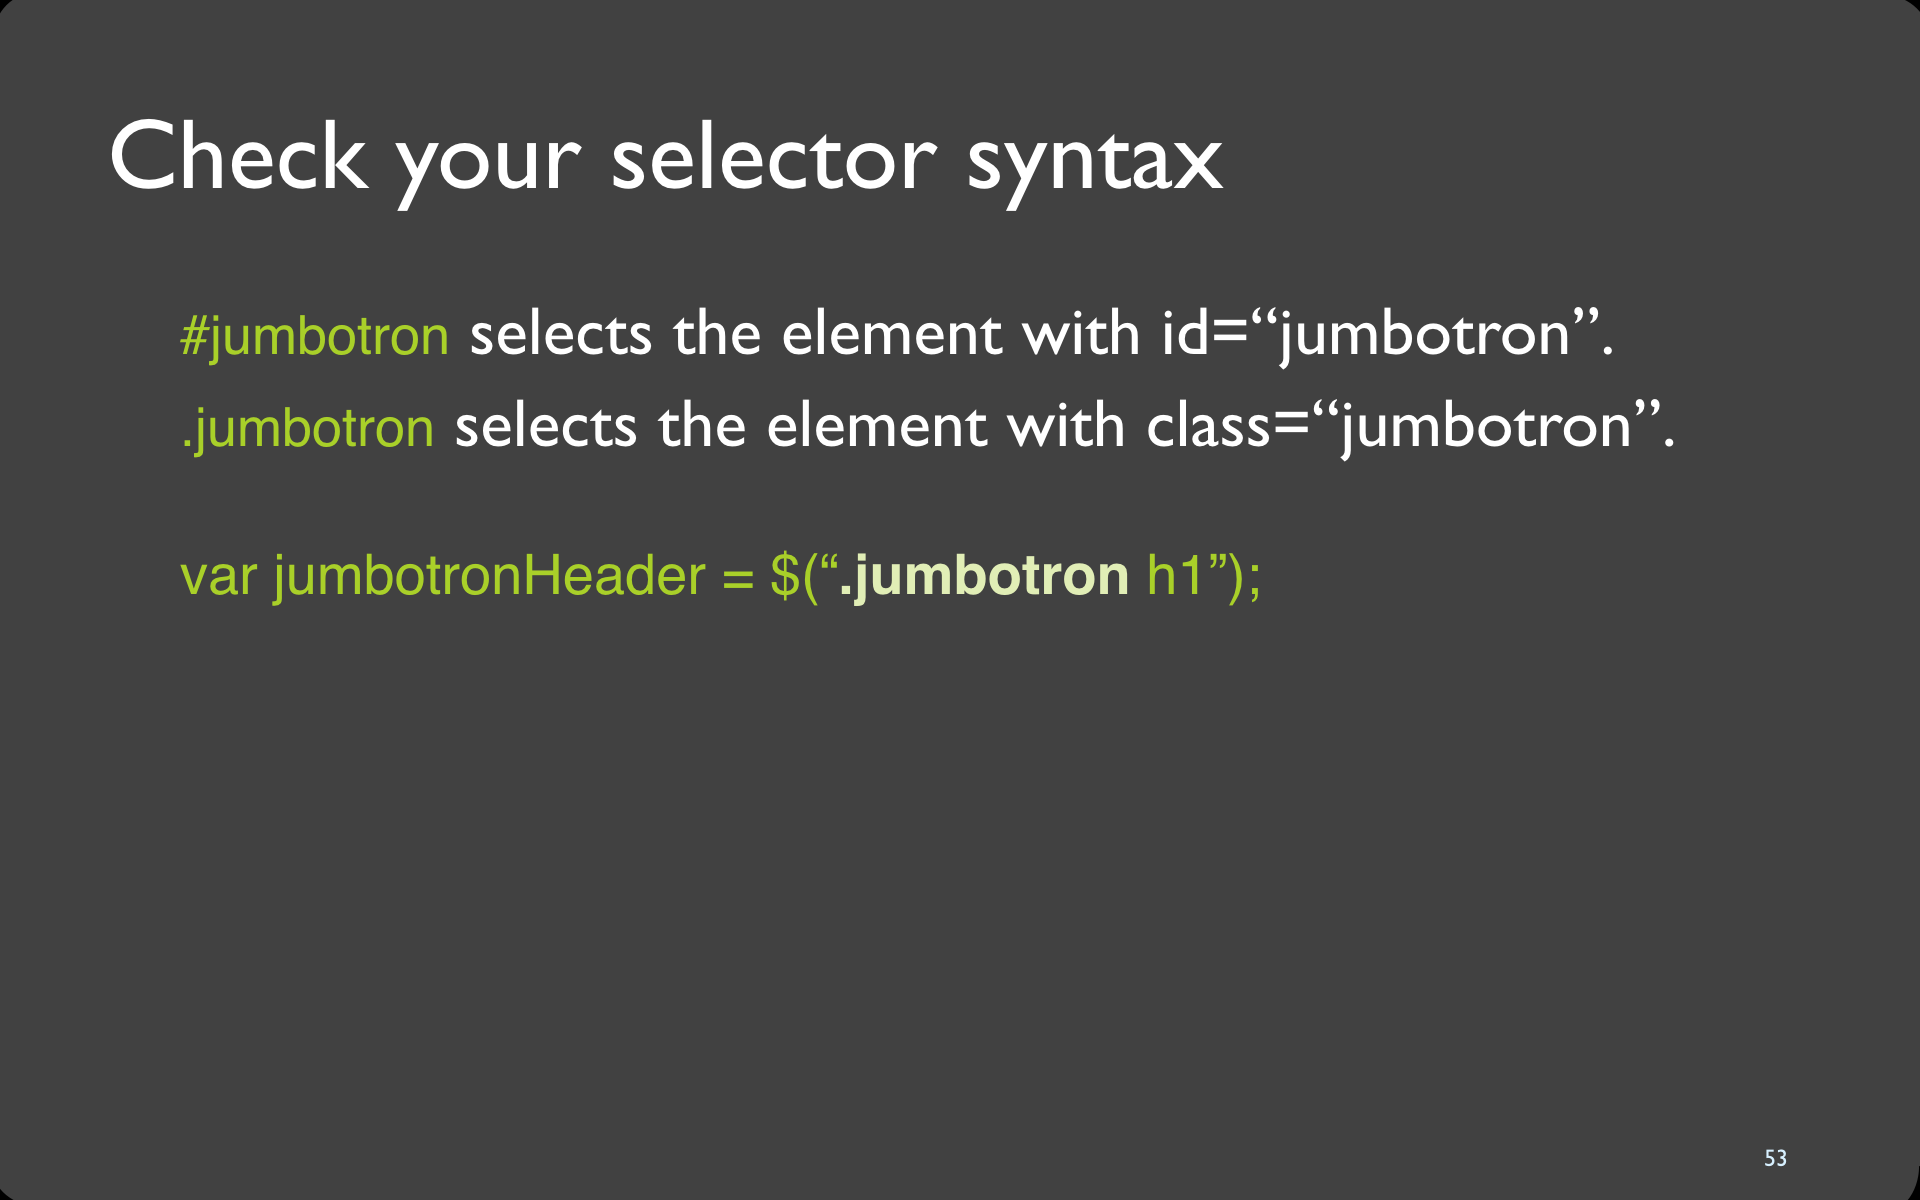 Check your selector syntax
#jumbotron selects the element with id=“jumbotron”.
.jumbotron selects the element with class=“jumbotron”.
var jumbotronHeader = $(“.jumbotron h1”);
53